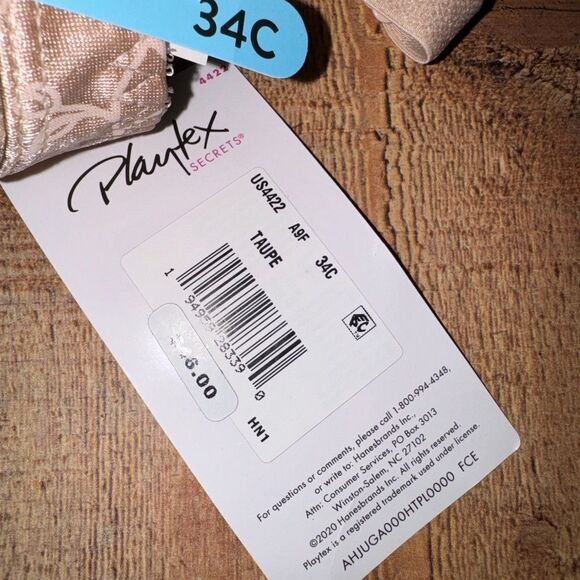 34C
Playtex
SECRETS®
US4422 A9F 34C
TAUPE
HN1
For questions or comments, please call 1-800-994-4348,
or write to: Hanesbrands Inc.,
Attn: Consumer Services, PO Box 3013
Winston-Salem, NC 27102
©2020 Hanesbrands Inc. All rights reserved.
Playtex is a registered trademark used under license.
AHJUGA000HTPL0000 FCE